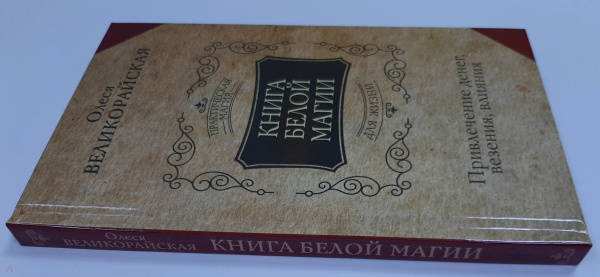 Олеся
ВЕЛИКОРАЙСКАЯ
ПРАКТИЧЕСКАЯ
МАГИЯ
КНИГА
БЕЛОЙ
МАГИИ
ДЛЯ ЖИЗНИ
Привлечение денег,
везения, влияния
Олеся
ВЕЛИКОРАЙСКАЯ
КНИГА БЕЛОЙ МАГИИ